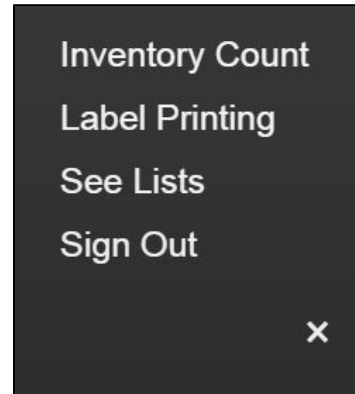 Inventory Count
Label Printing
See Lists
Sign Out
×